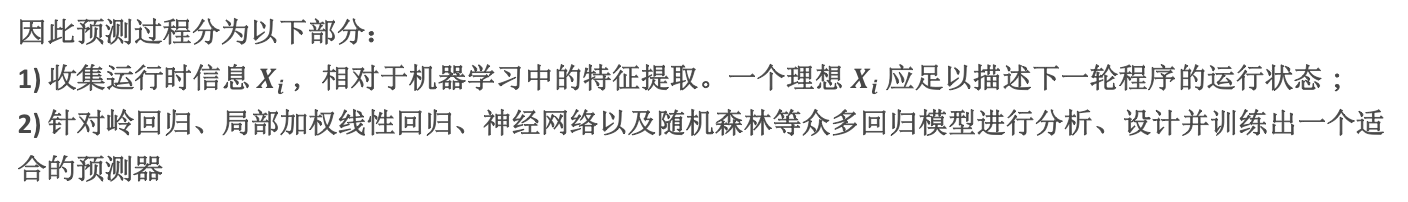 因此预测过程分为以下部分：
1) 收集运行时信息 Xi ，相对于机器学习中的特征提取。一个理想 Xi 应足以描述下一轮程序的运行状态；
2) 针对岭回归、局部加权线性回归、神经网络以及随机森林等众多回归模型进行分析、设计并训练出一个适
合的预测器